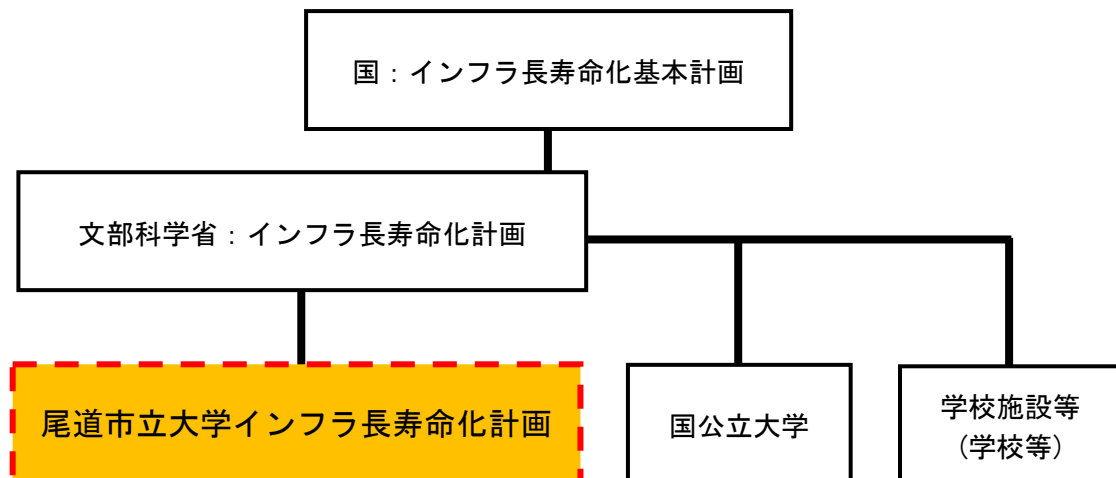 国：インフラ長寿命化基本計画
文部科学省：インフラ長寿命化計画
尾道市立大学インフラ長寿命化計画
国公立大学
学校施設等
（学校等）